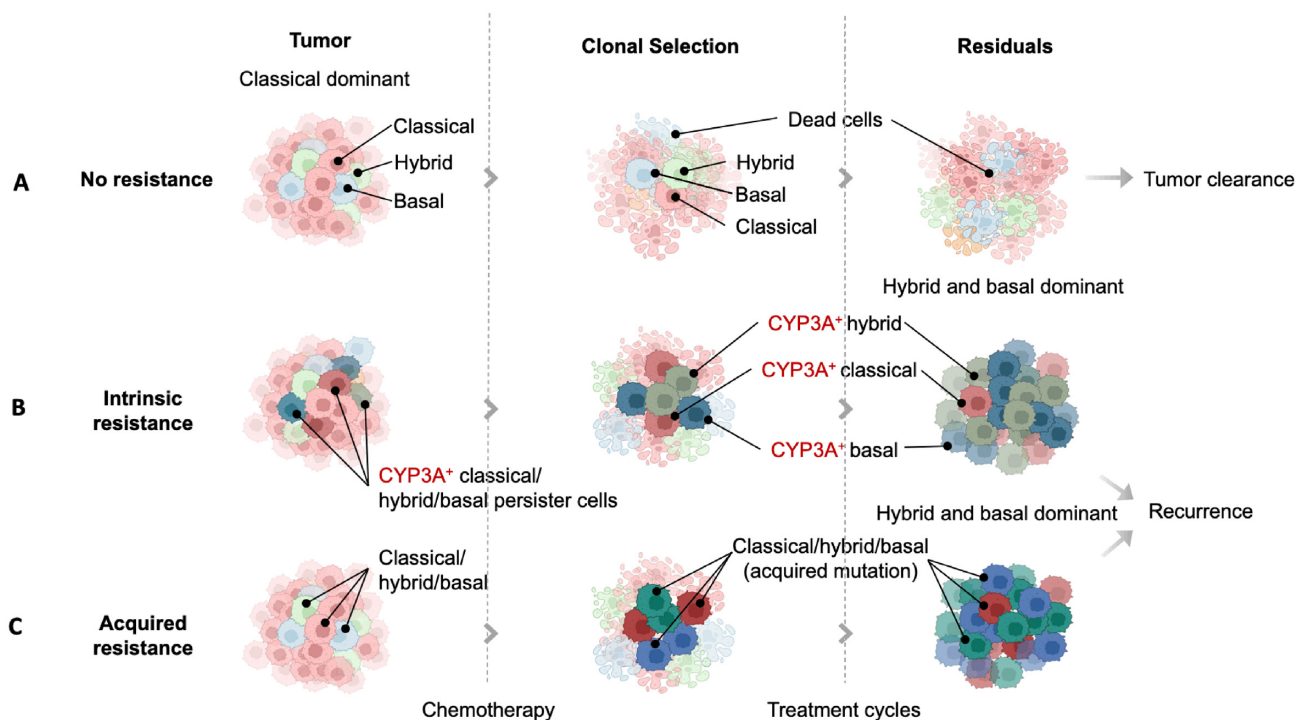 Tumor
Clonal Selection
Residuals
Classical dominant
A
No resistance
Classical
Hybrid
Basal
Dead cells
Hybrid
Basal
Classical
Tumor clearance
Hybrid and basal dominant
B
Intrinsic
resistance
CYP3A+ classical/
hybrid/basal persister cells
CYP3A+ hybrid
CYP3A+ classical
CYP3A+ basal
Hybrid and basal dominant
Recurrence
C
Acquired
resistance
Classical/
hybrid/basal
Classical/hybrid/basal
(acquired mutation)
Chemotherapy
Treatment cycles